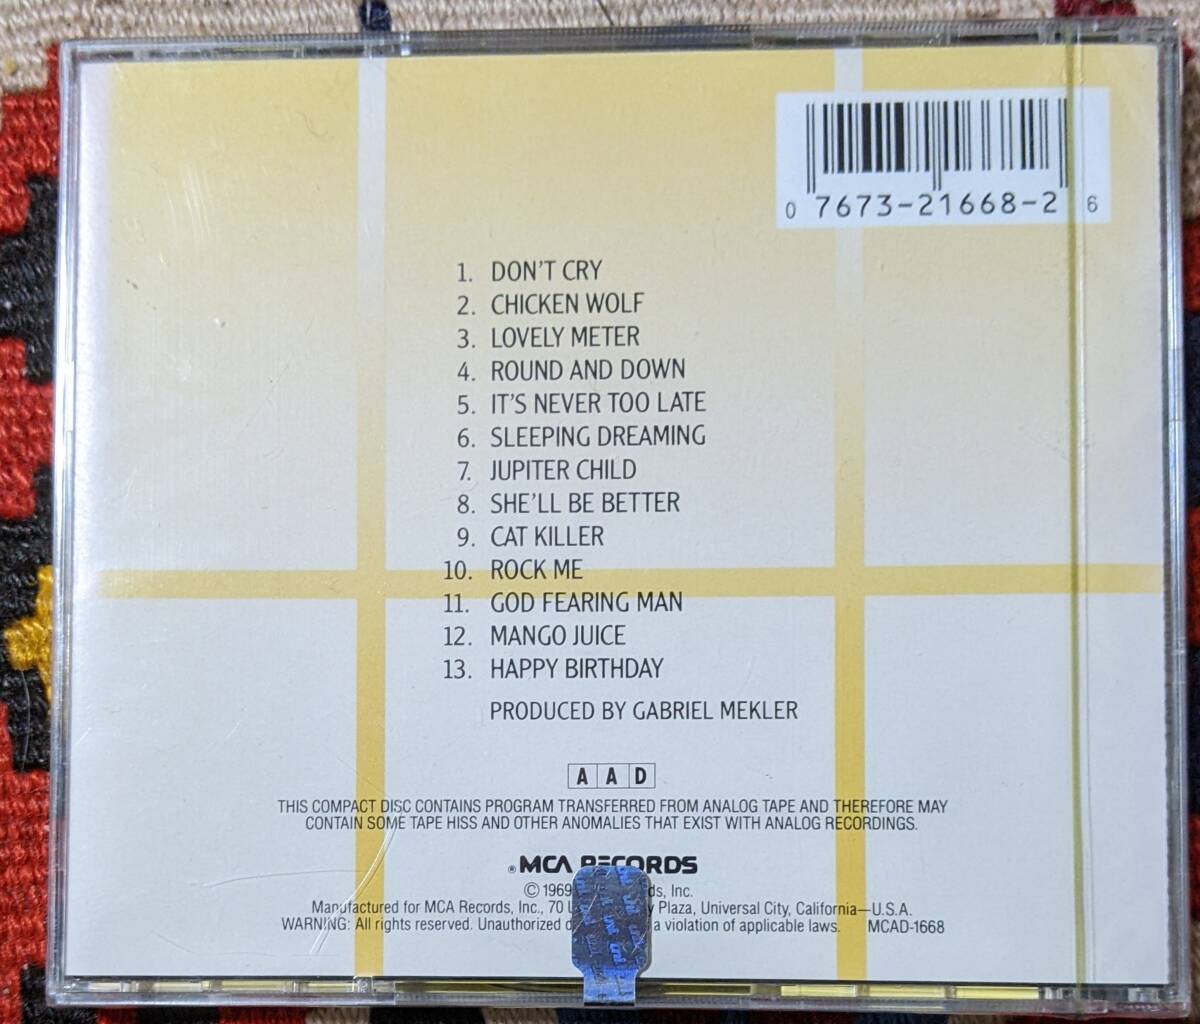 0 7673-21668-2 6
1. DON'T CRY
2. CHICKEN WOLF
3. LOVELY METER
4. ROUND AND DOWN
5. IT'S NEVER TOO LATE
6. SLEEPING DREAMING
7. JUPITER CHILD
8. SHE'LL BE BETTER
9. CAT KILLER
10. ROCK ME
11. GOD FEARING MAN
12. MANGO JUICE
13. HAPPY BIRTHDAY
PRODUCED BY GABRIEL MEKLER
A A D
THIS COMPACT DISC CONTAINS PROGRAM TRANSFERRED FROM ANALOG TAPE AND THEREFORE MAY
CONTAIN SOME TAPE HISS AND OTHER ANOMALIES THAT EXIST WITH ANALOG RECORDINGS.
® MCA RECORDS
© 1969 Inc.
Manufactured for MCA Records, Inc., 70 Plaza, Universal City, California—U.S.A.
WARNING: All rights reserved. Unauthorized a violation of applicable laws. MCAD-1668